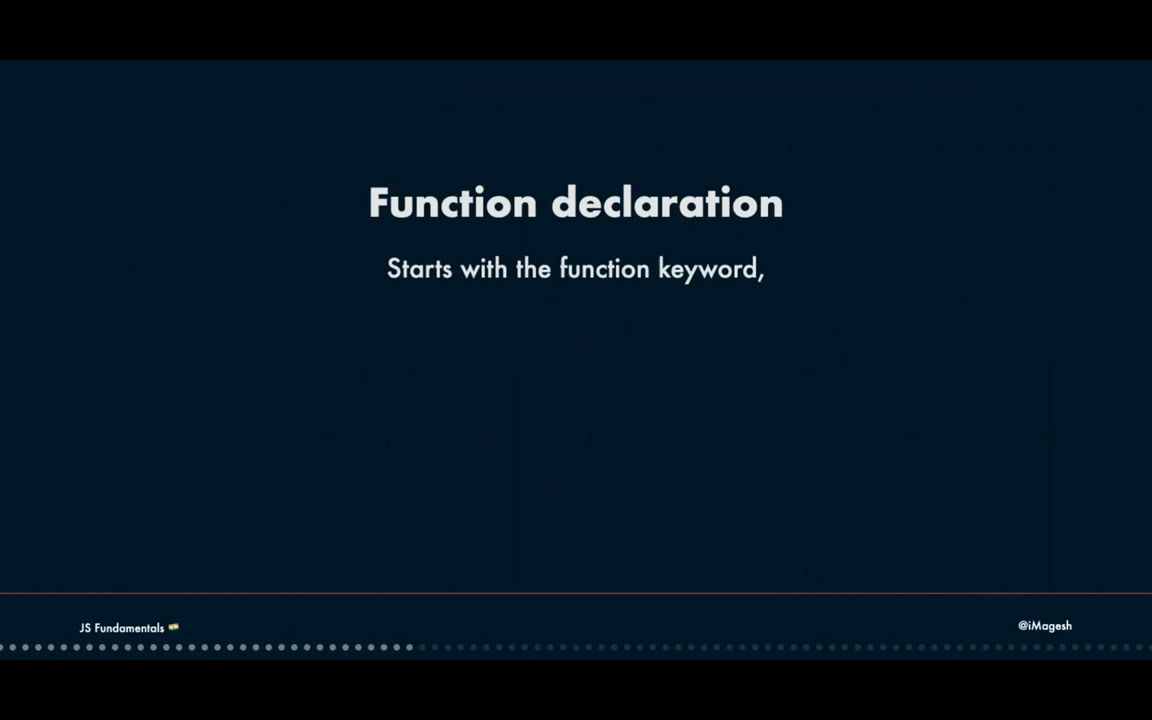 Function declaration
Starts with the function keyword,
JS Fundamentals 🇮🇳
@iMagesh